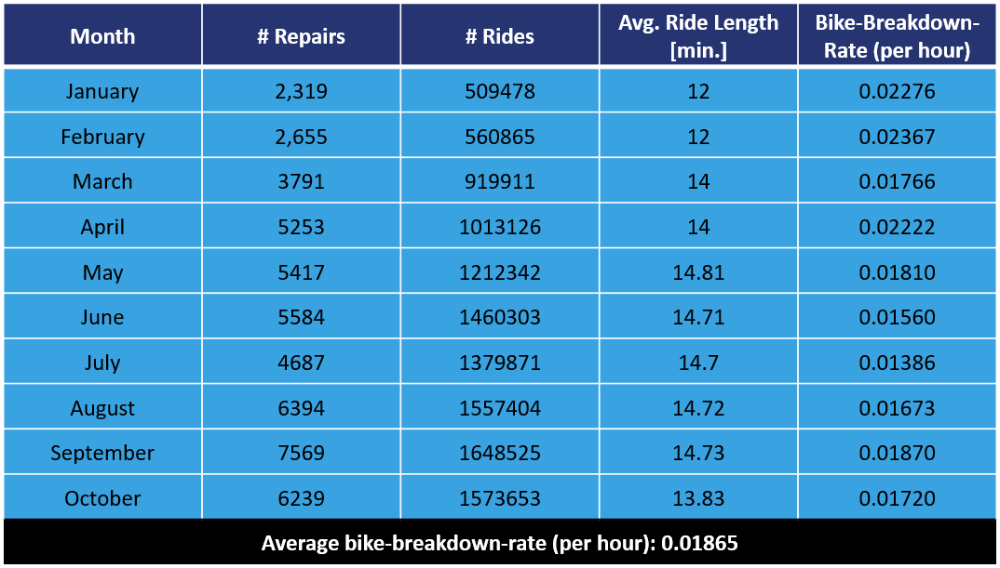 Month # Repairs # Rides Avg. Ride Length [min.] Bike-Breakdown-Rate (per hour)
January 2,319 509478 12 0.02276
February 2,655 560865 12 0.02367
March 3791 919911 14 0.01766
April 5253 1013126 14 0.02222
May 5417 1212342 14.81 0.01810
June 5584 1460303 14.71 0.01560
July 4687 1379871 14.7 0.01386
August 6394 1557404 14.72 0.01673
September 7569 1648525 14.73 0.01870
October 6239 1573653 13.83 0.01720
Average bike-breakdown-rate (per hour): 0.01865